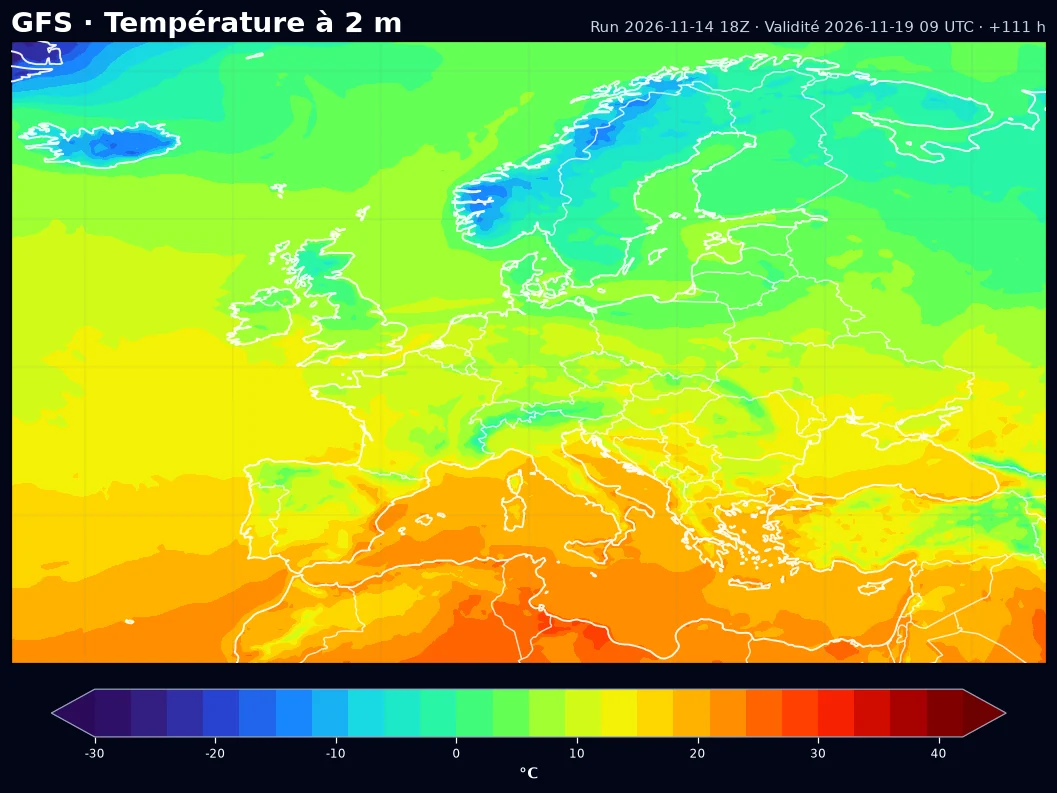 GFS · Température à 2 m
Run 2026-11-14 18Z · Validité 2026-11-19 09 UTC · +111 h
-30 -20 -10 0 10 20 30 40
°C